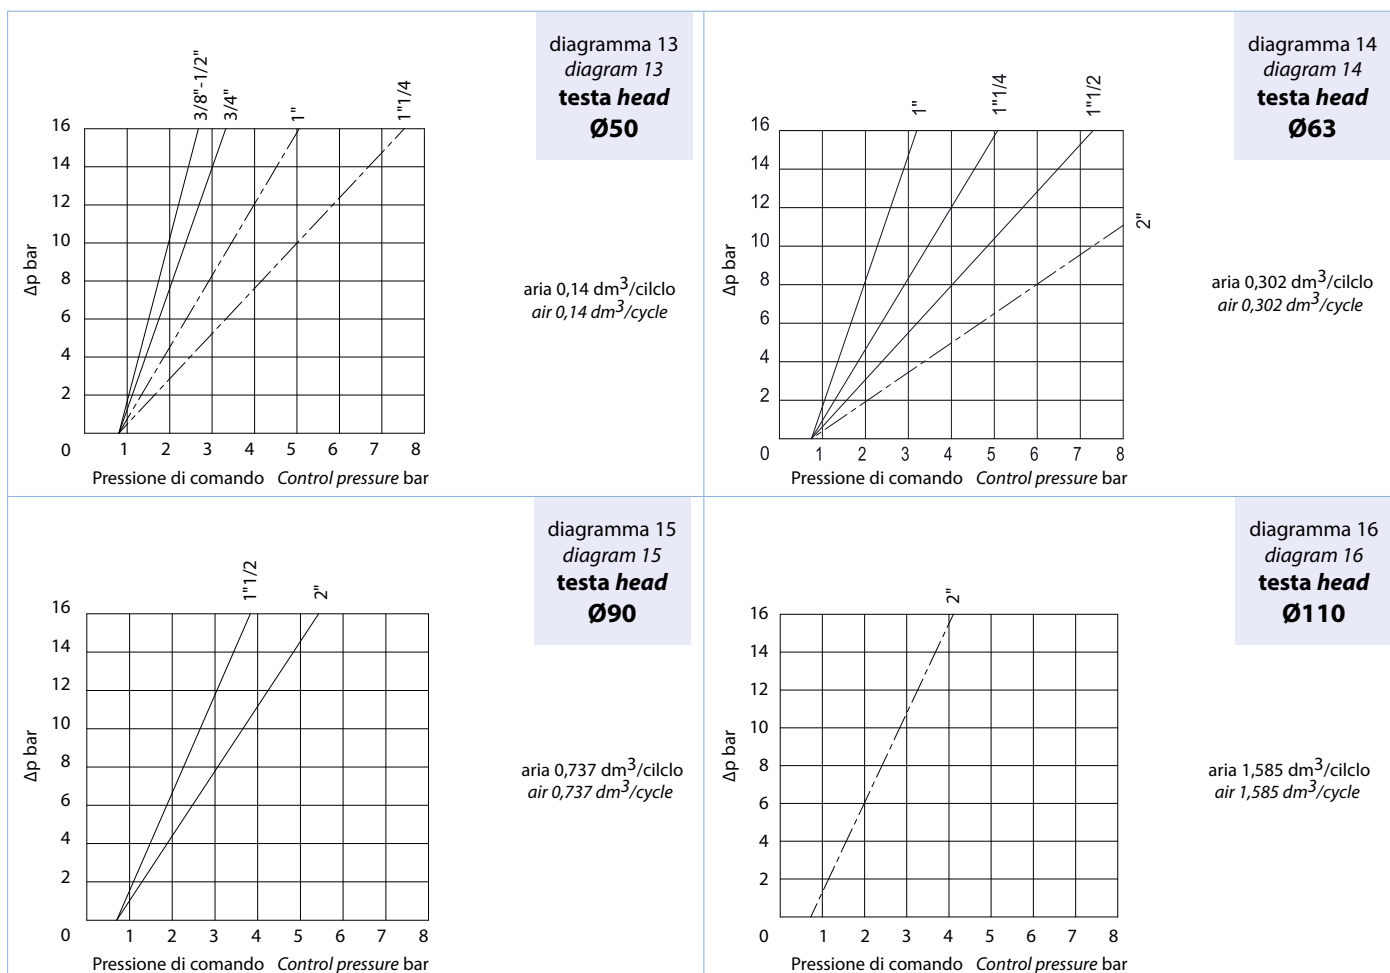 diagramma 13
diagram 13
testa head
Ø50
3/8"-1/2"
3/4"
1"
1"1/4
16
14
12
10
8
6
4
2
0
Δp bar
1 2 3 4 5 6 7 8
Pressione di comando Control pressure bar
aria 0,14 dm³/cilclo
air 0,14 dm³/cycle
diagramma 14
diagram 14
testa head
Ø63
1"
1"1/4
1"1/2
2"
16
14
12
10
8
6
4
2
0
Δp bar
1 2 3 4 5 6 7 8
Pressione di comando Control pressure bar
aria 0,302 dm³/cilclo
air 0,302 dm³/cycle
diagramma 15
diagram 15
testa head
Ø90
1"1/2
2"
16
14
12
10
8
6
4
2
0
Δp bar
1 2 3 4 5 6 7 8
Pressione di comando Control pressure bar
aria 0,737 dm³/cilclo
air 0,737 dm³/cycle
diagramma 16
diagram 16
testa head
Ø110
2"
16
14
12
10
8
6
4
2
0
Δp bar
1 2 3 4 5 6 7 8
Pressione di comando Control pressure bar
aria 1,585 dm³/cilclo
air 1,585 dm³/cycle